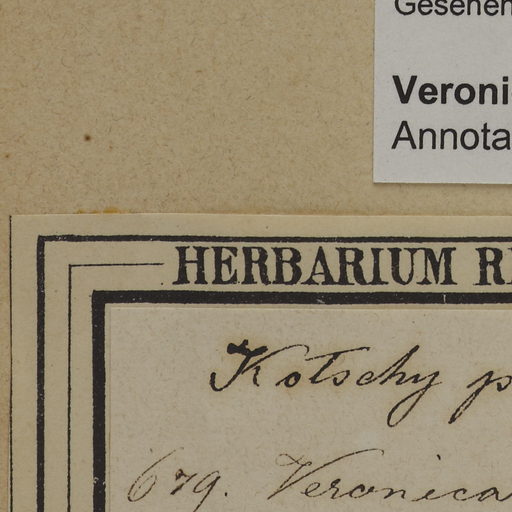 Gesehen
Veroni
Annota
HERBARIUM R
Kotschy p
679. Veronica